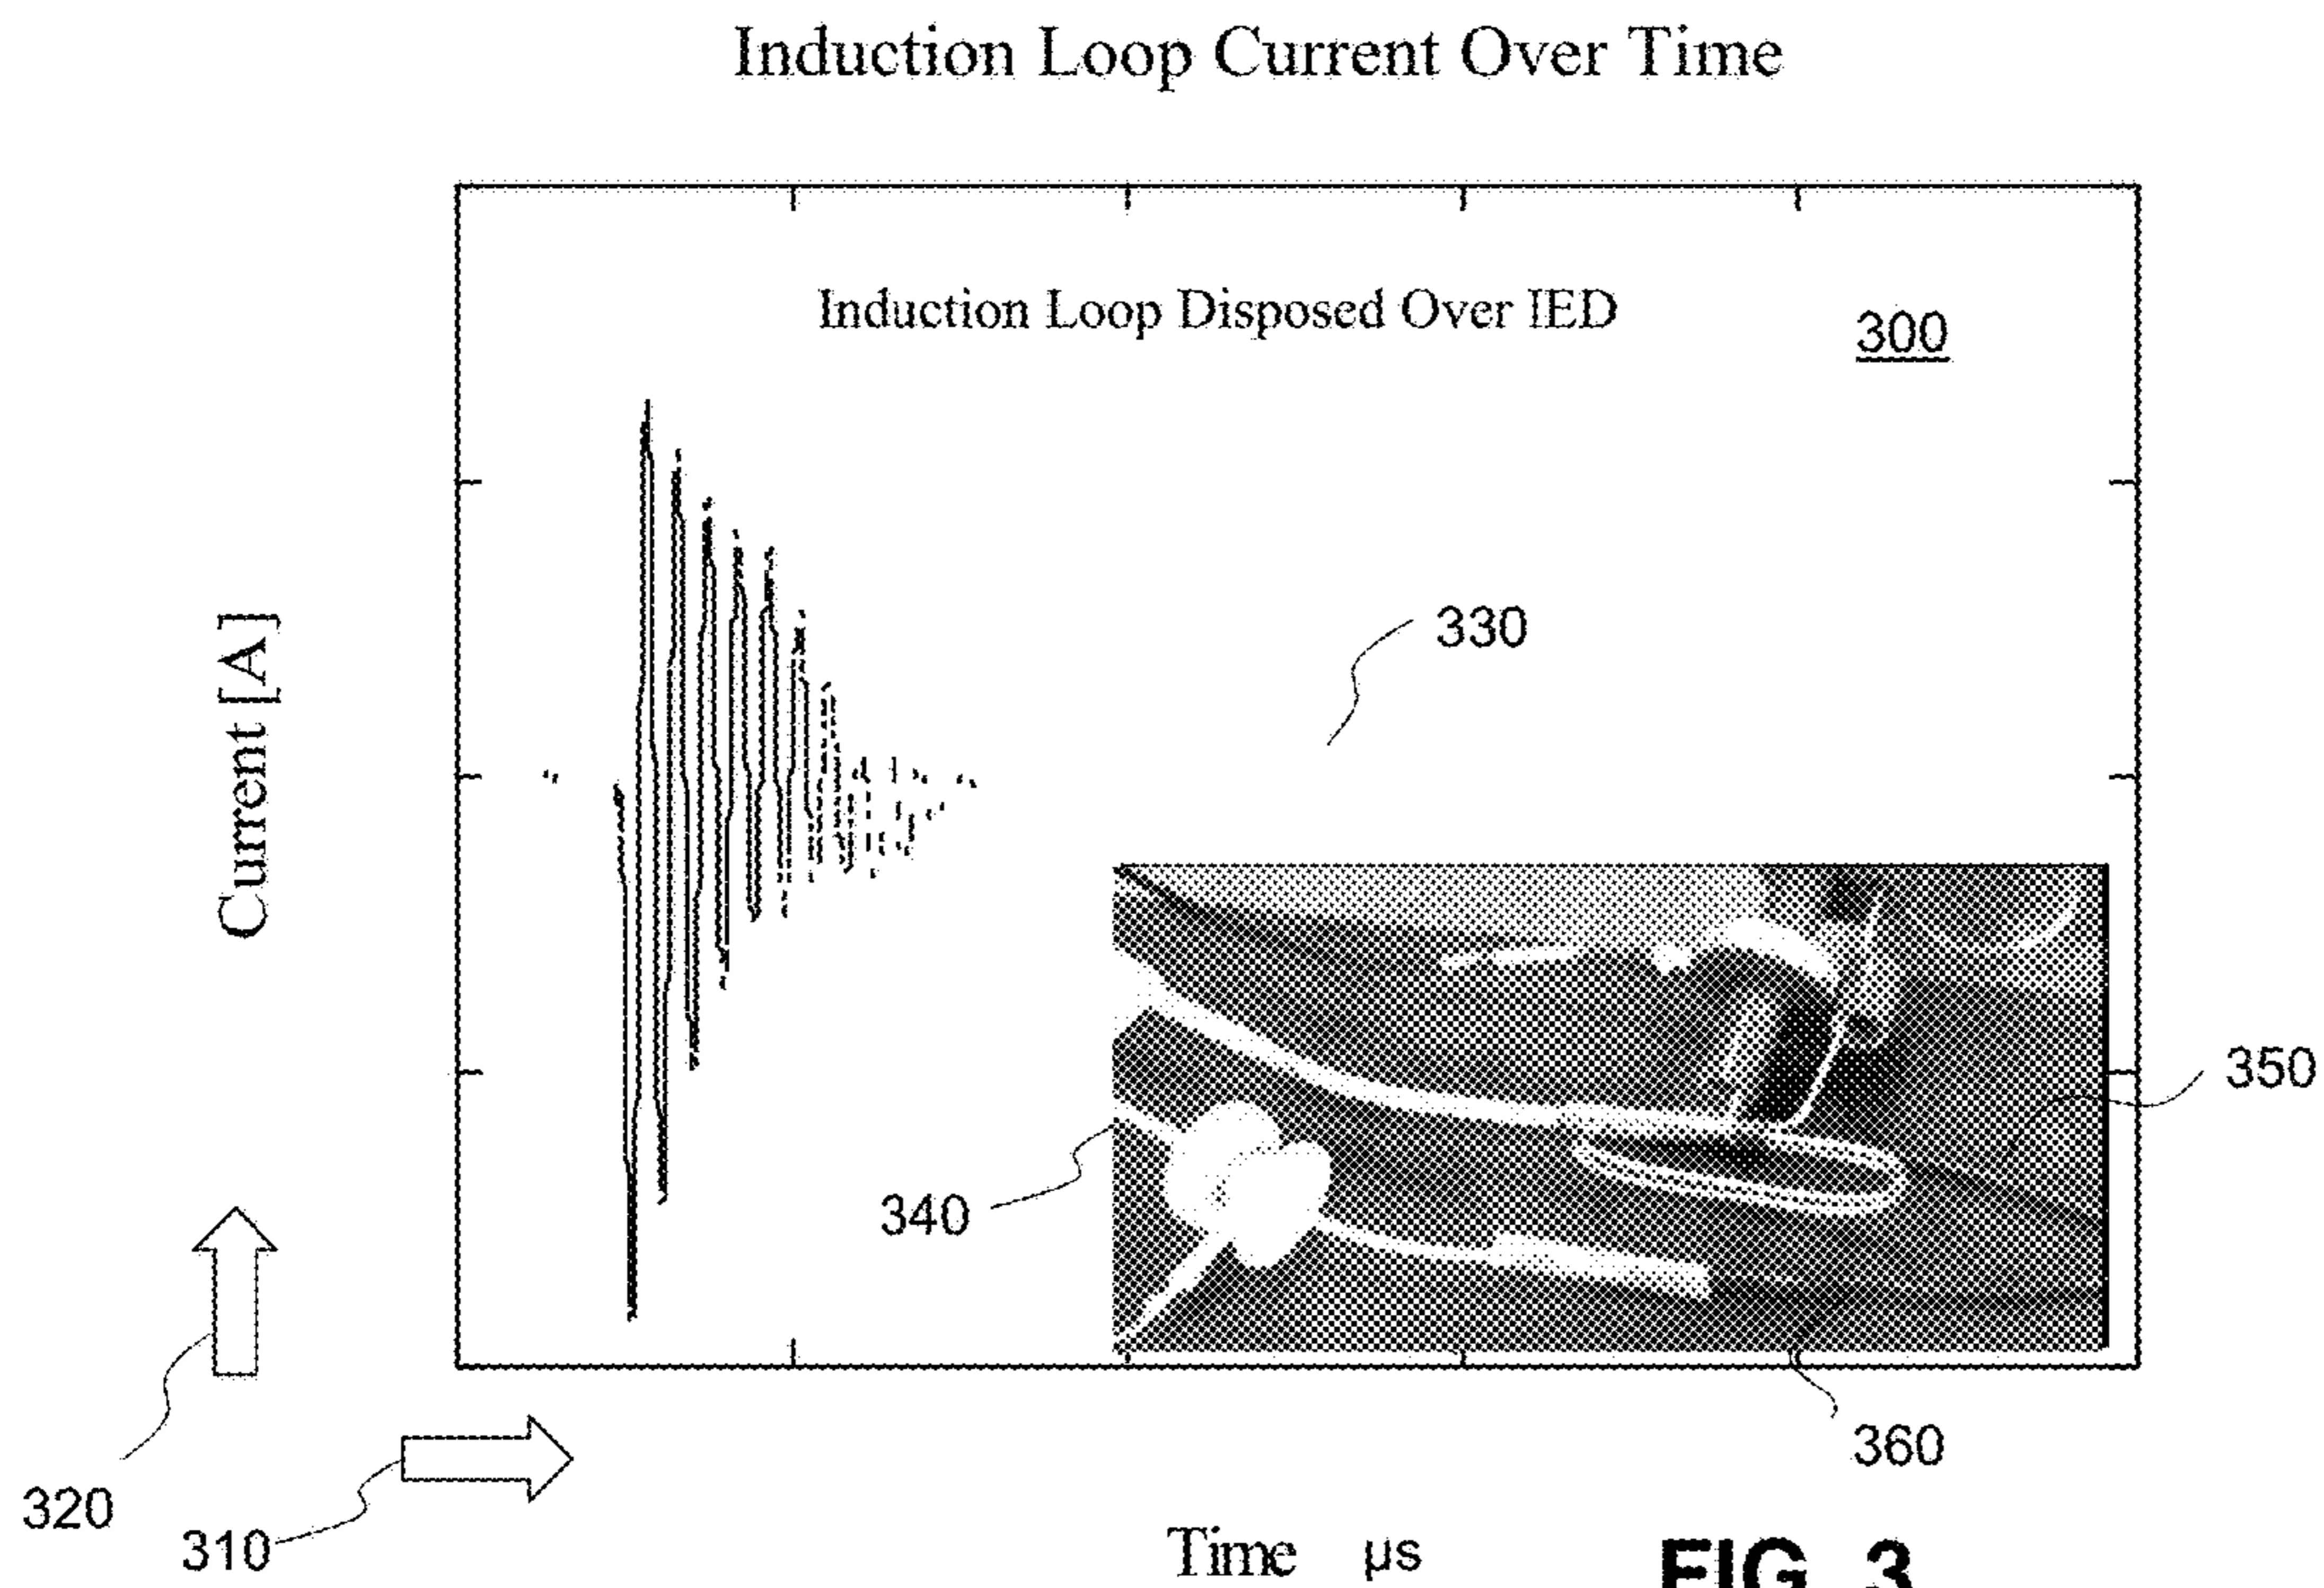 Induction Loop Current Over Time
Induction Loop Disposed Over IED
300
330
Current [A]
350
340
360
320
310
Time μs
FIG. 3